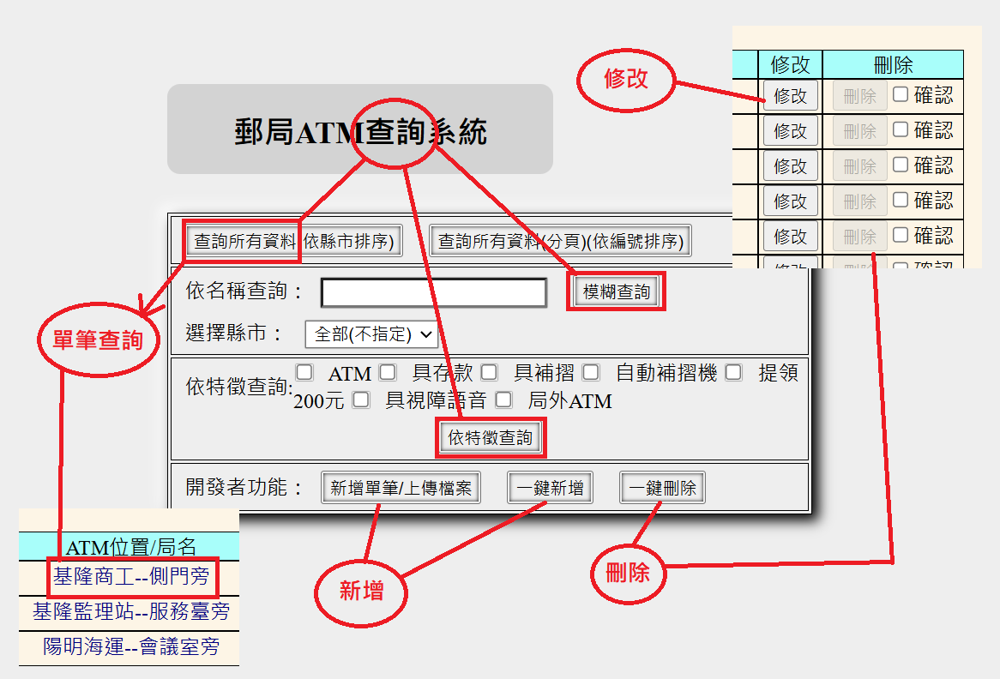 修改
修改 刪除
修改 刪除 確認
修改 刪除 確認
修改 刪除 確認
修改 刪除 確認
修改 刪除 確認
郵局ATM查詢系統
查詢所有資料(依縣市排序) 查詢所有資料(分頁)(依編號排序)
依名稱查詢： 模糊查詢
選擇縣市： 全部(不指定)
單筆查詢
依特徵查詢: ATM 具存款 具補摺 自動補摺機 提領
200元 具視障語音 局外ATM
依特徵查詢
開發者功能： 新增單筆/上傳檔案 一鍵新增 一鍵刪除
ATM位置/局名
基隆商工--側門旁
基隆監理站--服務臺旁
陽明海運--會議室旁
新增
刪除